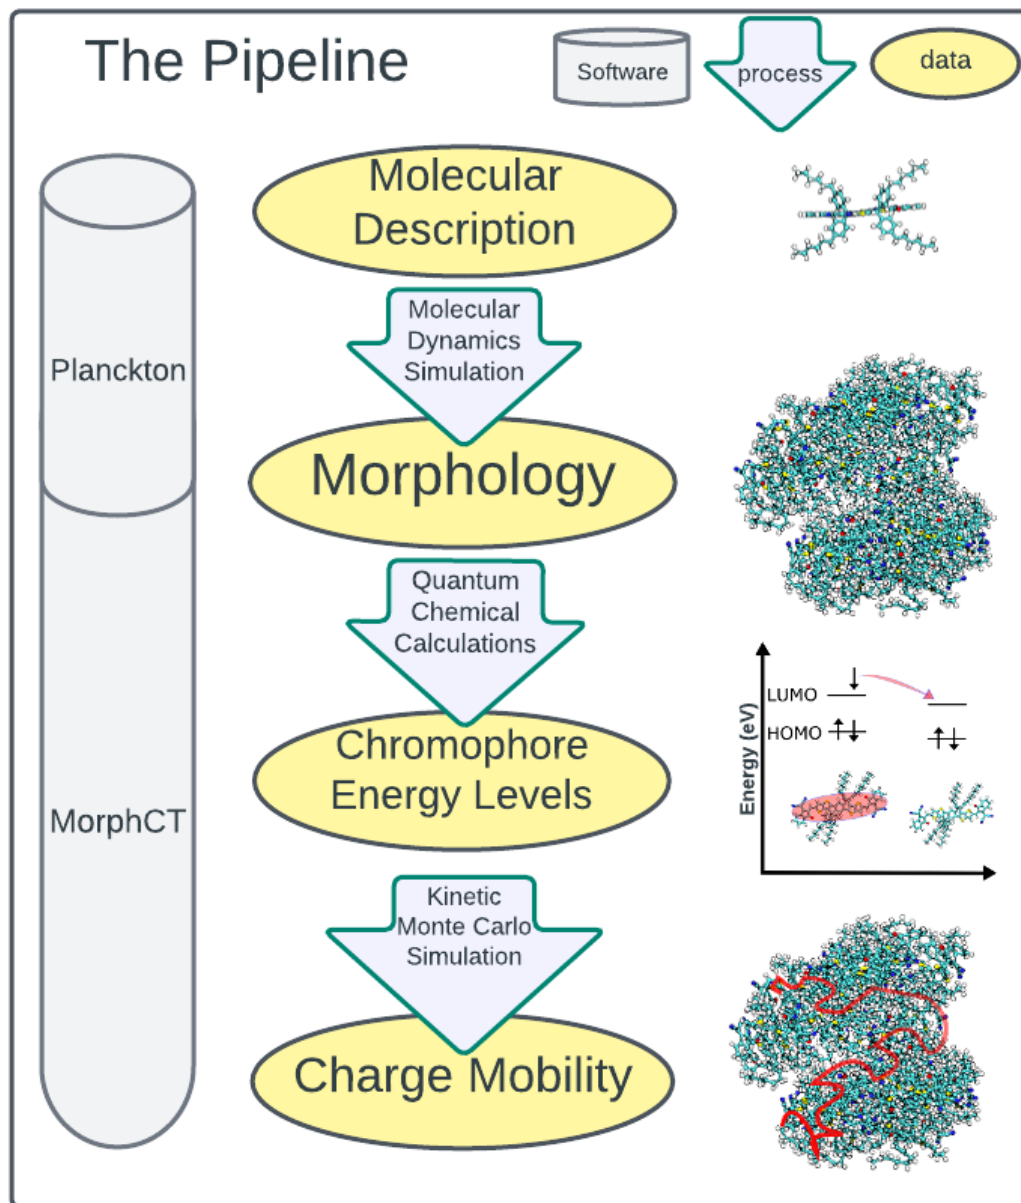 The Pipeline
Software
process
data
Molecular
Description
Molecular
Dynamics
Simulation
Planckton
Morphology
Quantum
Chemical
Calculations
LUMO
HOMO
Energy (eV)
Chromophore
Energy Levels
MorphCT
Kinetic
Monte Carlo
Simulation
Charge Mobility